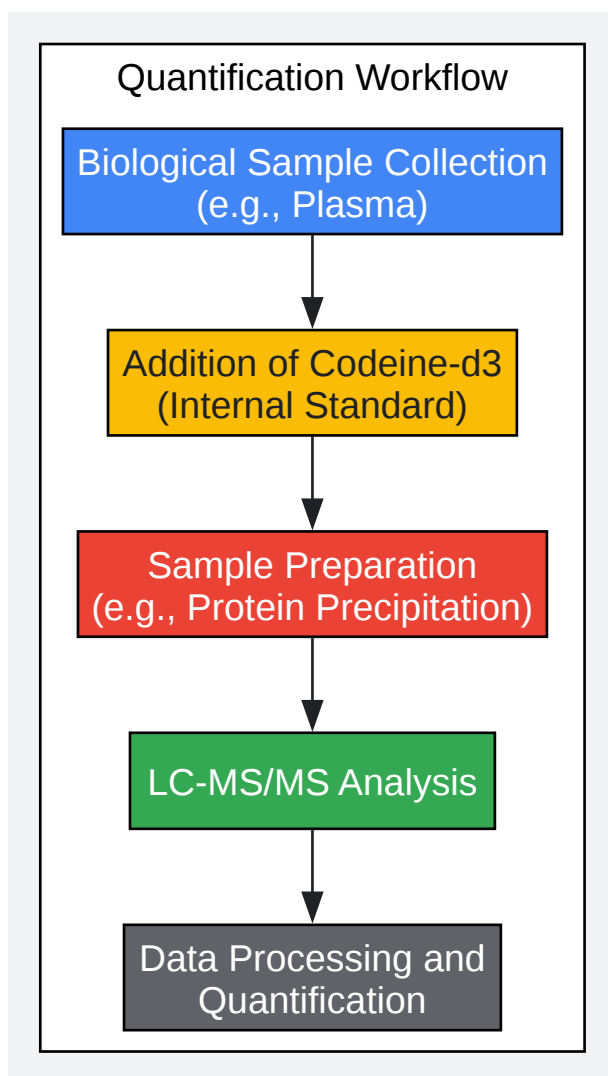 Quantification Workflow
Biological Sample Collection
(e.g., Plasma)
Addition of Codeine-d3
(Internal Standard)
Sample Preparation
(e.g., Protein Precipitation)
LC-MS/MS Analysis
Data Processing and
Quantification